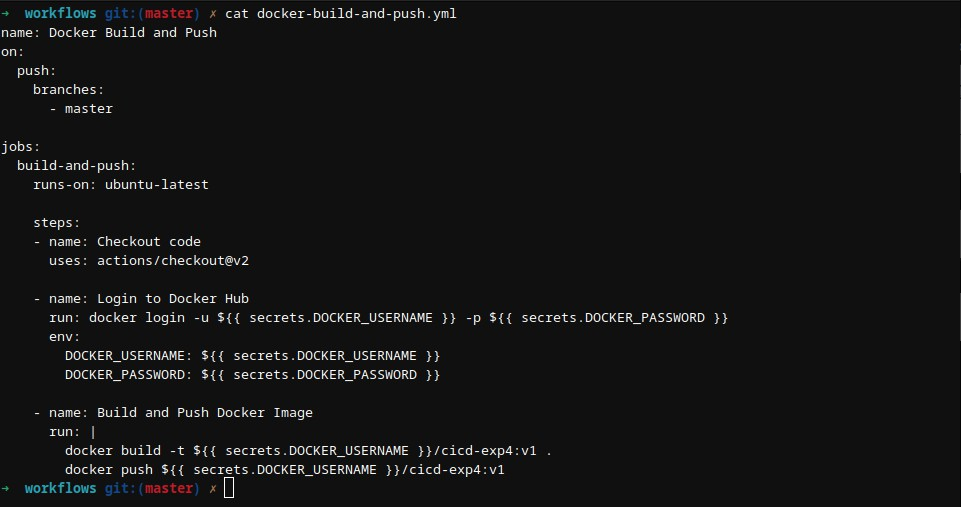 ➜  workflows git:(master) ✗ cat docker-build-and-push.yml
name: Docker Build and Push
on:
  push:
    branches:
      - master

jobs:
  build-and-push:
    runs-on: ubuntu-latest

    steps:
    - name: Checkout code
      uses: actions/checkout@v2

    - name: Login to Docker Hub
      run: docker login -u ${{ secrets.DOCKER_USERNAME }} -p ${{ secrets.DOCKER_PASSWORD }}
      env:
        DOCKER_USERNAME: ${{ secrets.DOCKER_USERNAME }}
        DOCKER_PASSWORD: ${{ secrets.DOCKER_PASSWORD }}

    - name: Build and Push Docker Image
      run: |
        docker build -t ${{ secrets.DOCKER_USERNAME }}/cicd-exp4:v1 .
        docker push ${{ secrets.DOCKER_USERNAME }}/cicd-exp4:v1
➜  workflows git:(master) ✗